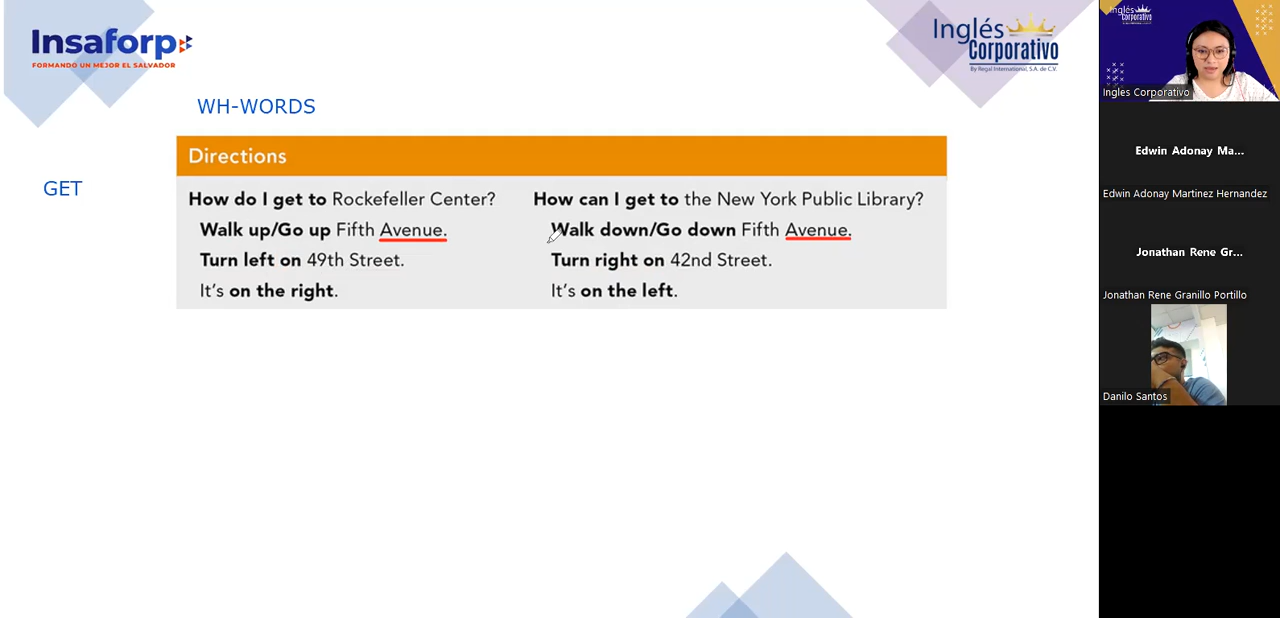 Insaforp
FORMANDO UN MEJOR EL SALVADOR
Inglés
Corporativo
By Regal International, S.A. de C.V.
WH-WORDS
GET
Directions
How do I get to Rockefeller Center?
Walk up/Go up Fifth Avenue.
Turn left on 49th Street.
It's on the right.
How can I get to the New York Public Library?
Walk down/Go down Fifth Avenue.
Turn right on 42nd Street.
It's on the left.
Inglés
Corporativo
Ingles Corporativo
Edwin Adonay Ma...
Edwin Adonay Martinez Hernandez
Jonathan Rene Gr...
Jonathan Rene Granillo Portillo
Danilo Santos